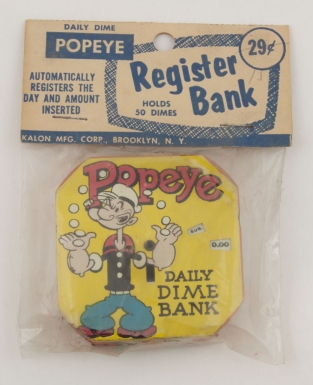 DAILY DIME
POPEYE
29¢
AUTOMATICALLY
REGISTERS THE
DAY AND AMOUNT
INSERTED
Register
Bank
HOLDS
50 DIMES
KALON MFG. CORP., BROOKLYN, N. Y.
Popeye
SUN
0.00
DAILY
DIME
BANK